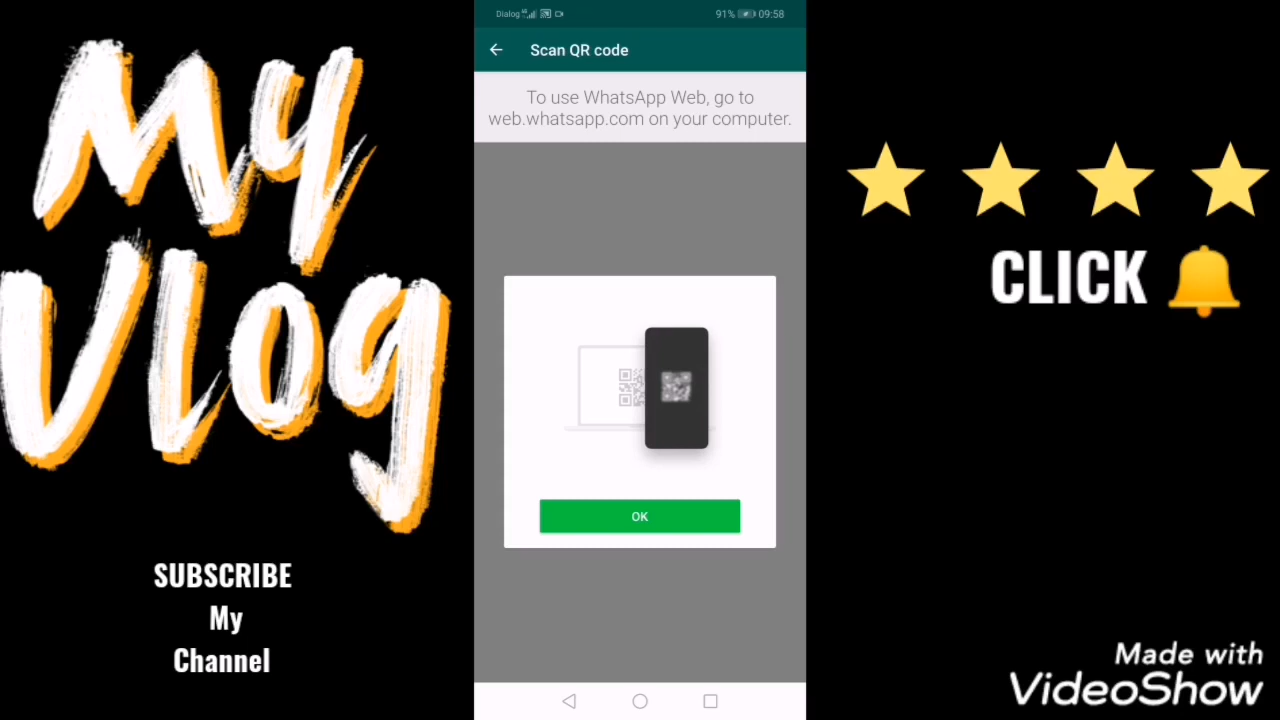 My
Vlog
SUBSCRIBE
My
Channel
Dialog 4G 91% 09:58
Scan QR code
To use WhatsApp Web, go to
web.whatsapp.com on your computer.
OK
CLICK
Made with
VideoShow